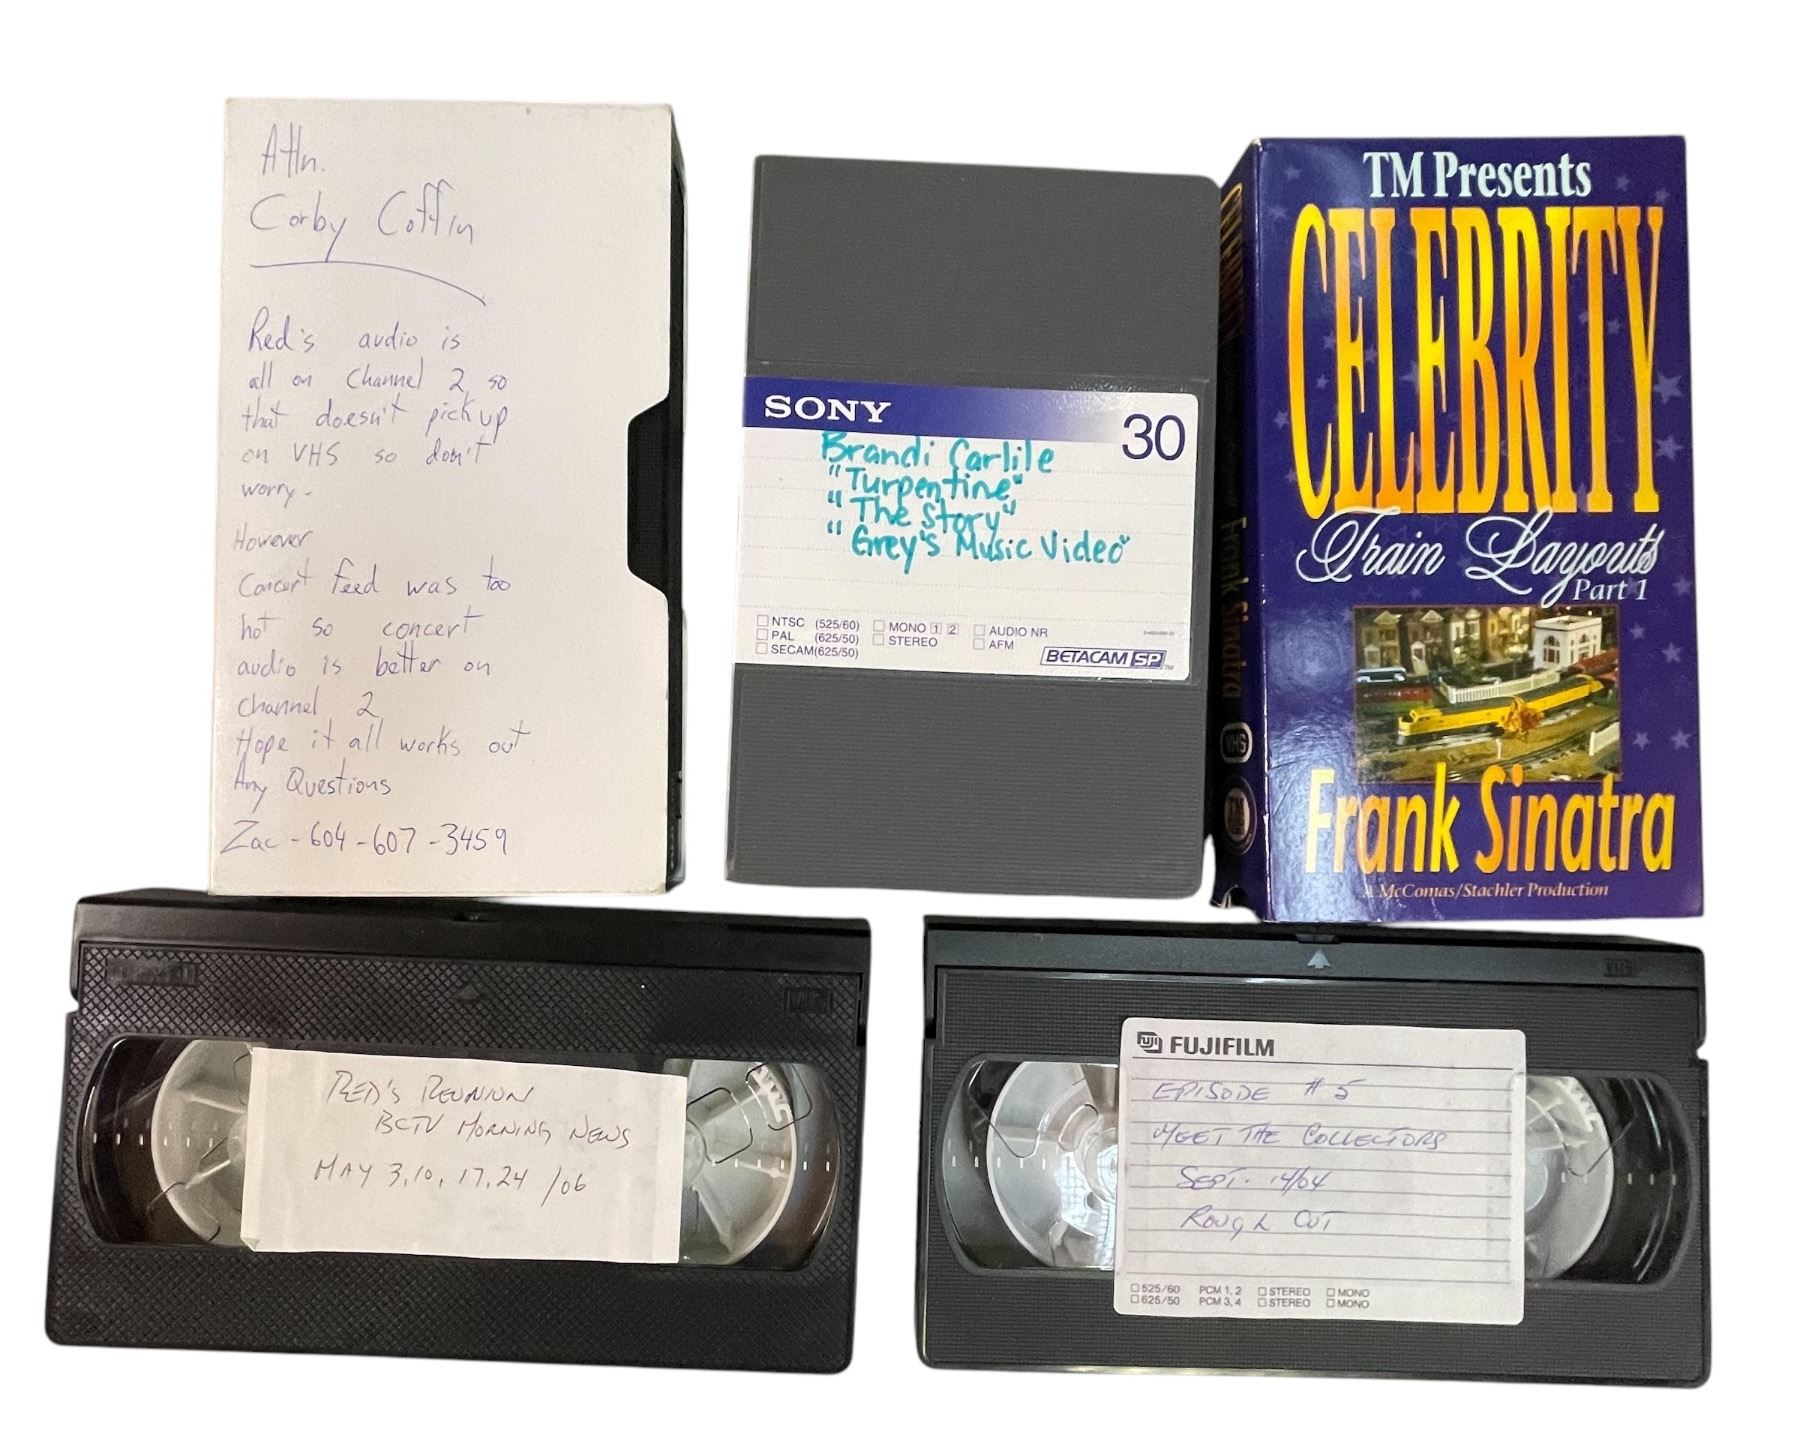 Attn.
Corby Coffin
Red's audio is
all on Channel 2 so
that doesn't pick up
on VHS so don't
worry.
However
Concert feed was too
hot so concert
audio is better on
Channel 2
Hope it all works out
Any Questions
Zac - 604 - 607 - 3459
SONY
30
Brandi Carlile
"Turpentine"
"The Story"
"Grey's Music Video"
NTSC (525/60)
PAL (625/50)
SECAM(625/50)
MONO 1 2
STEREO
AUDIO NR
AFM
BETACAM SP TM
TM Presents
CELEBRITY
Train Layouts
Part 1
Frank Sinatra
A McComas/Stachler Production
Frank Sinatra
VHS
TM
RED'S REUNION
BCTV MORNING NEWS
MAY 3, 10, 17, 24 /06
VHS
FUJI FUJIFILM
EPISODE # 5
MEET THE COLLECTORS
SEPT. 14/04
ROUGH CUT
525/60 PCM 1, 2 STEREO MONO
625/50 PCM 3, 4 STEREO MONO
VHS